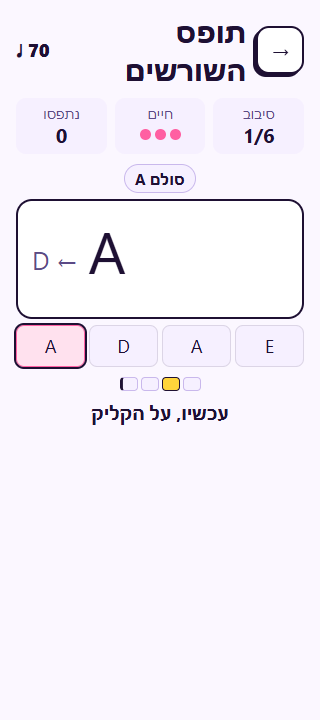 →
תופס
השורשים
♩ 70
סיבוב
1/6
חיים
נתפסו
0
סולם A
A
D ←
A
D
A
E
עכשיו, על הקליק